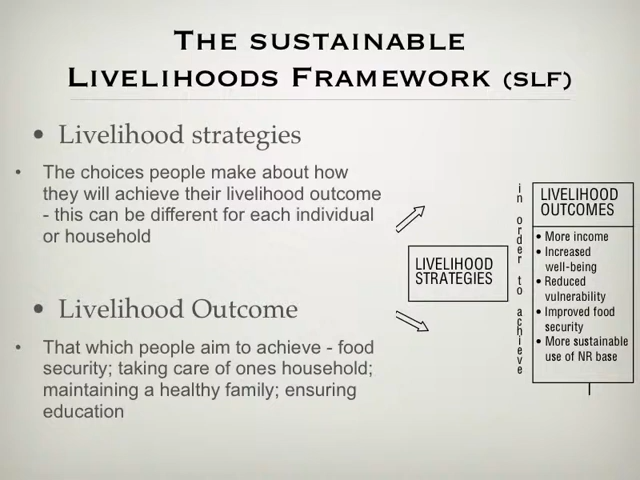 THE SUSTAINABLE
LIVELIHOODS FRAMEWORK (SLF)
• Livelihood strategies
• The choices people make about how
they will achieve their livelihood outcome
- this can be different for each individual
or household
• Livelihood Outcome
• That which people aim to achieve - food
security; taking care of ones household;
maintaining a healthy family; ensuring
education
LIVELIHOOD
STRATEGIES
in order to achieve
LIVELIHOOD
OUTCOMES
• More income
• Increased
well-being
• Reduced
vulnerability
• Improved food
security
• More sustainable
use of NR base